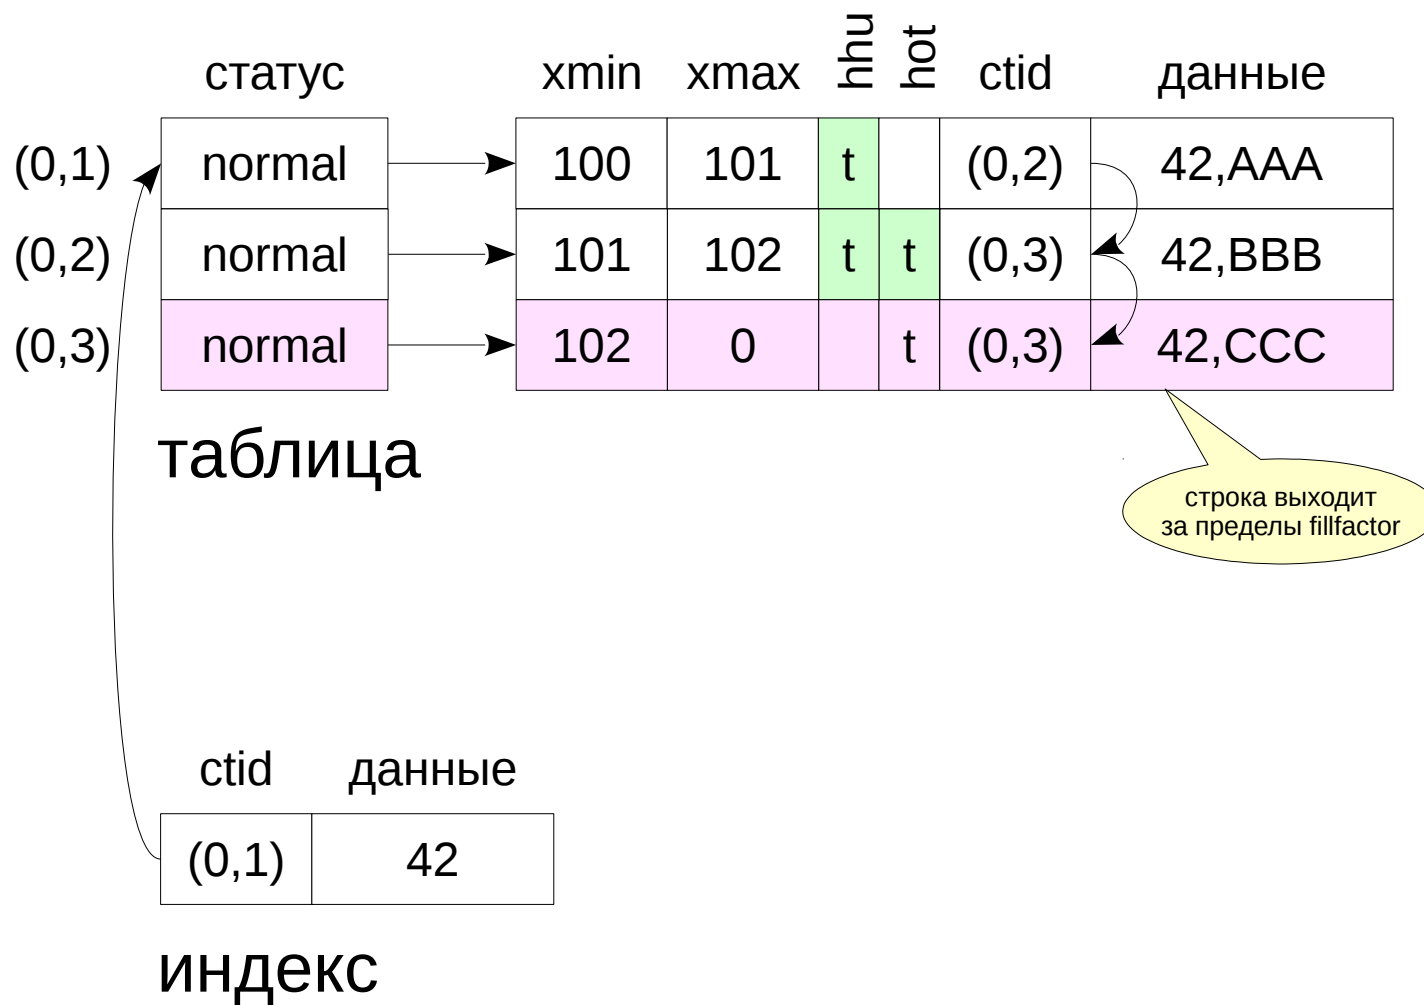 статус xmin xmax hhu hot ctid данные
(0,1) normal 100 101 t (0,2) 42,AAA
(0,2) normal 101 102 t t (0,3) 42,BBB
(0,3) normal 102 0 t (0,3) 42,CCC
таблица
строка выходит
за пределы fillfactor
ctid данные
(0,1) 42
индекс